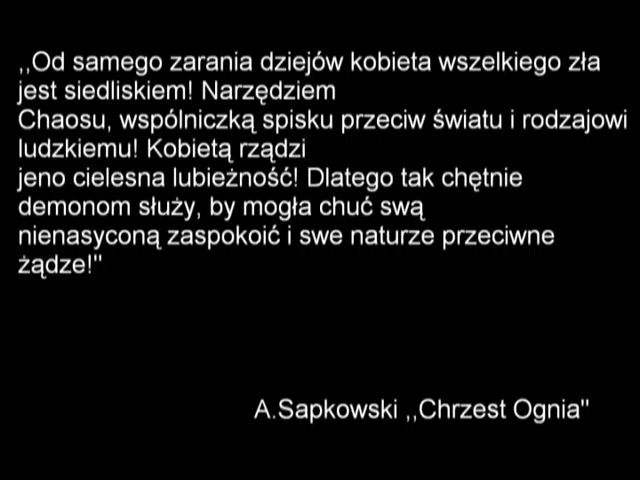 ,,Od samego zarania dziejów kobieta wszelkiego zła
jest siedliskiem! Narzędziem
Chaosu, wspólniczką spisku przeciw światu i rodzajowi
ludzkiemu! Kobietą rządzi
jeno cielesna lubieżność! Dlatego tak chętnie
demonom służy, by mogła chuć swą
nienasyconą zaspokoić i swe naturze przeciwne
żądze!"
A.Sapkowski ,,Chrzest Ognia"